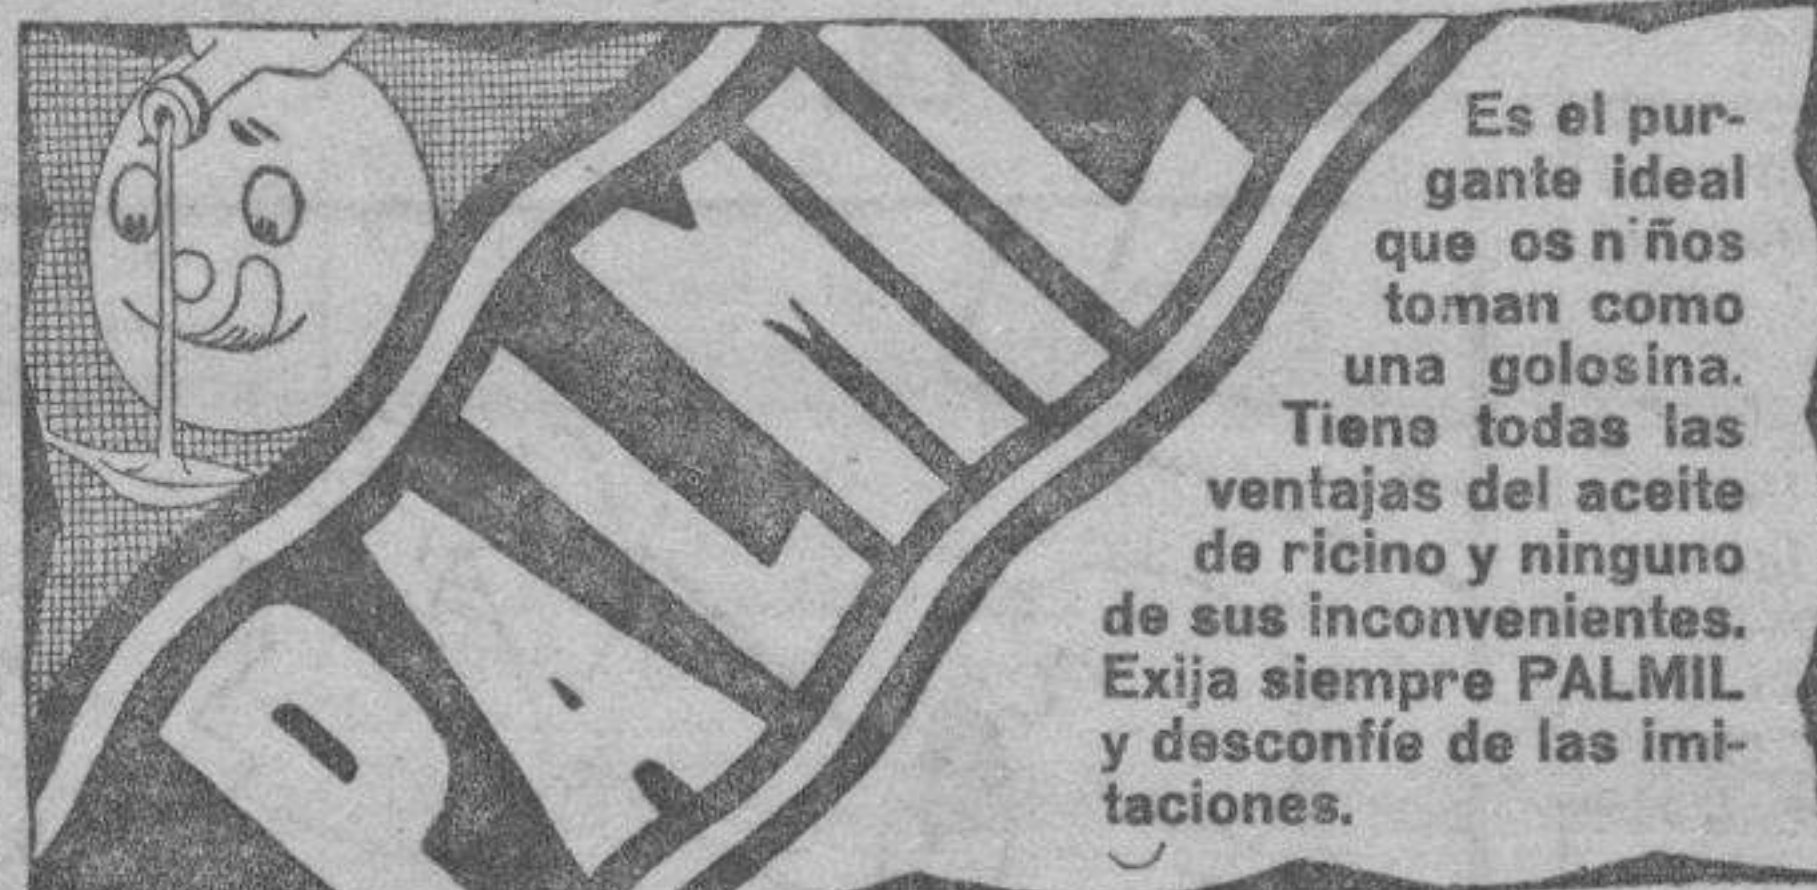 PALMIL
Es el pur-
gante ideal
que os niños
toman como
una golosina.
Tiene todas las
ventajas del aceite
de ricino y ninguno
de sus inconvenientes.
Exija siempre PALMIL
y desconfíe de las imi-
taciones.